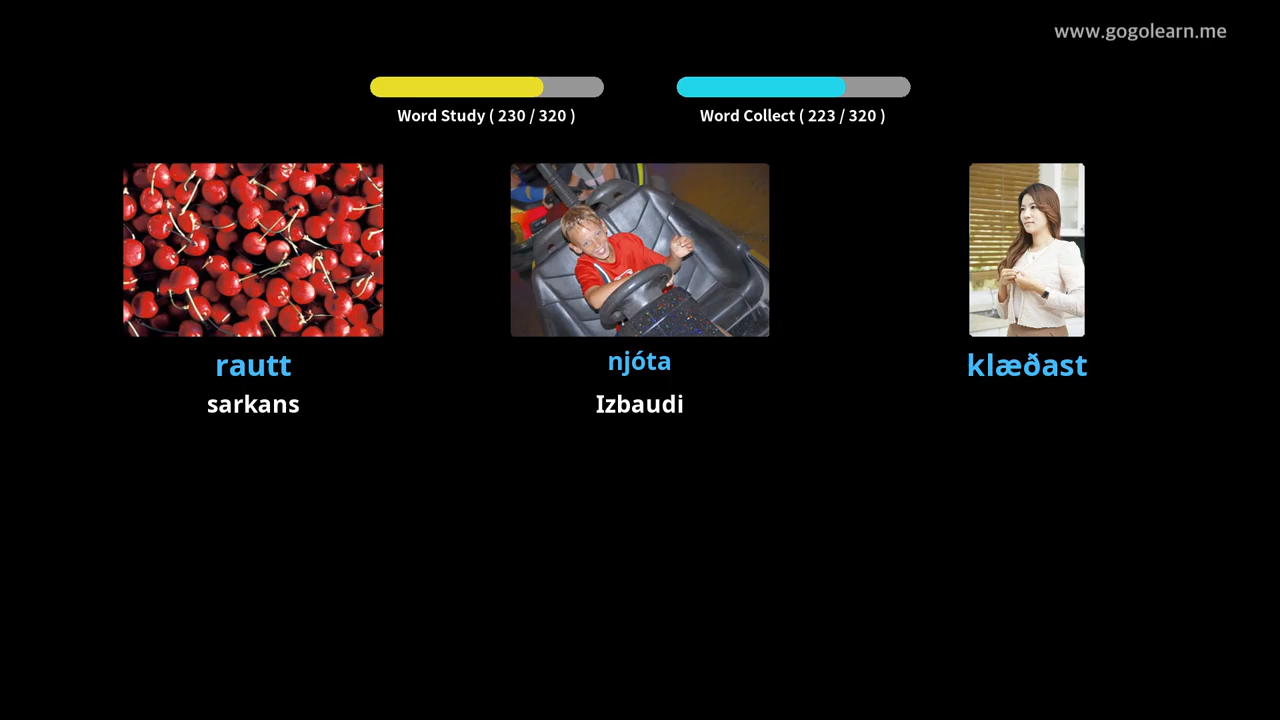 www.gogolearn.me
Word Study ( 230 / 320 )
Word Collect ( 223 / 320 )
rautt
sarkans
njóta
Izbaudi
klæðast